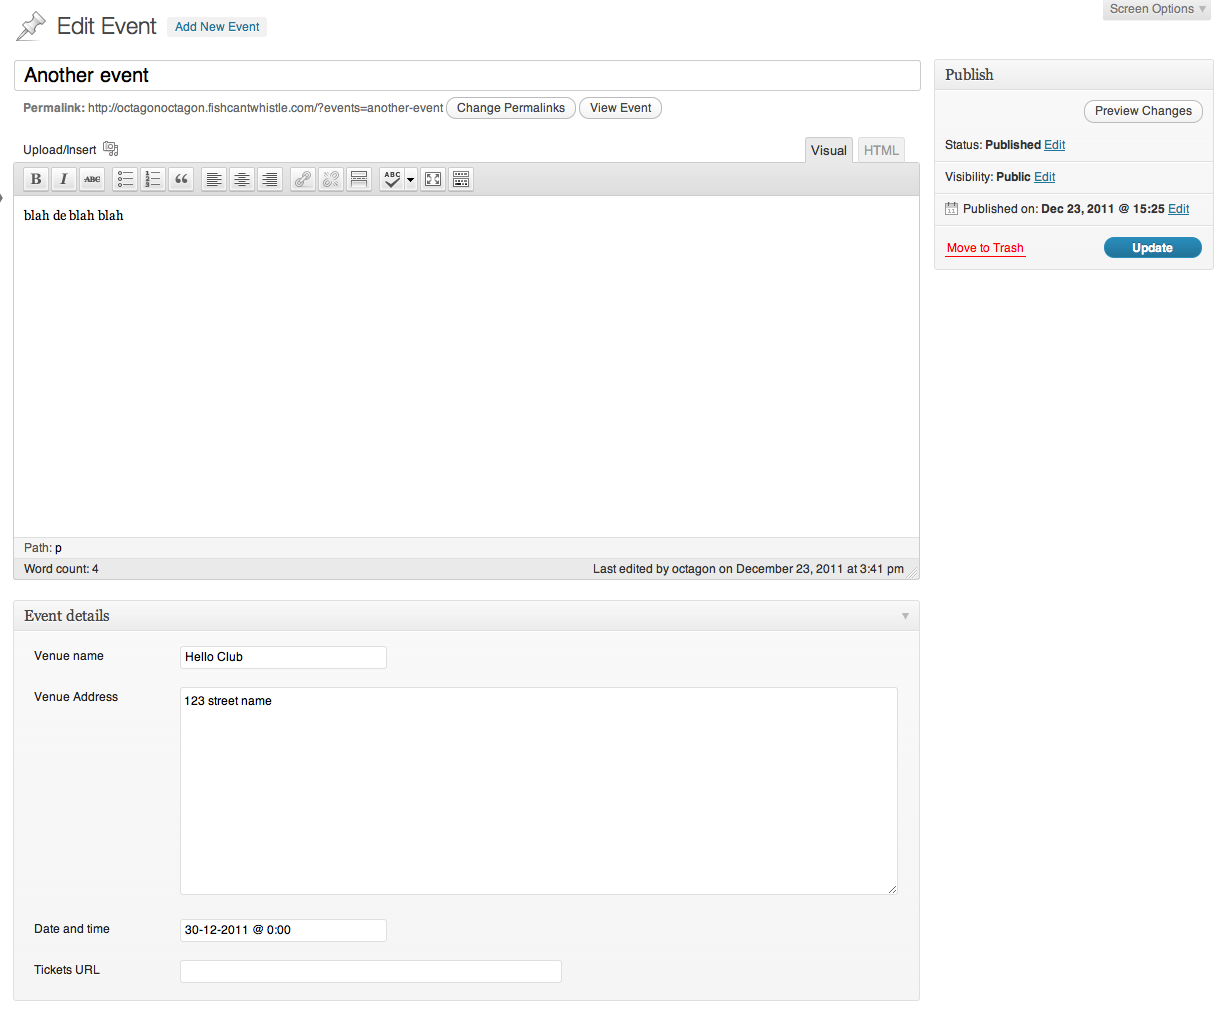 Screen Options
Edit Event Add New Event
Another event
Permalink: http://octagonoctagon.fishcantwhistle.com/?events=another-event Change Permalinks View Event
Upload/Insert
Visual HTML
B I ABC ABC
blah de blah blah
Path: p
Word count: 4 Last edited by octagon on December 23, 2011 at 3:41 pm
Publish
Preview Changes
Status: Published Edit
Visibility: Public Edit
Published on: Dec 23, 2011 @ 15:25 Edit
Move to Trash Update
Event details
Venue name Hello Club
Venue Address 123 street name
Date and time 30-12-2011 @ 0:00
Tickets URL